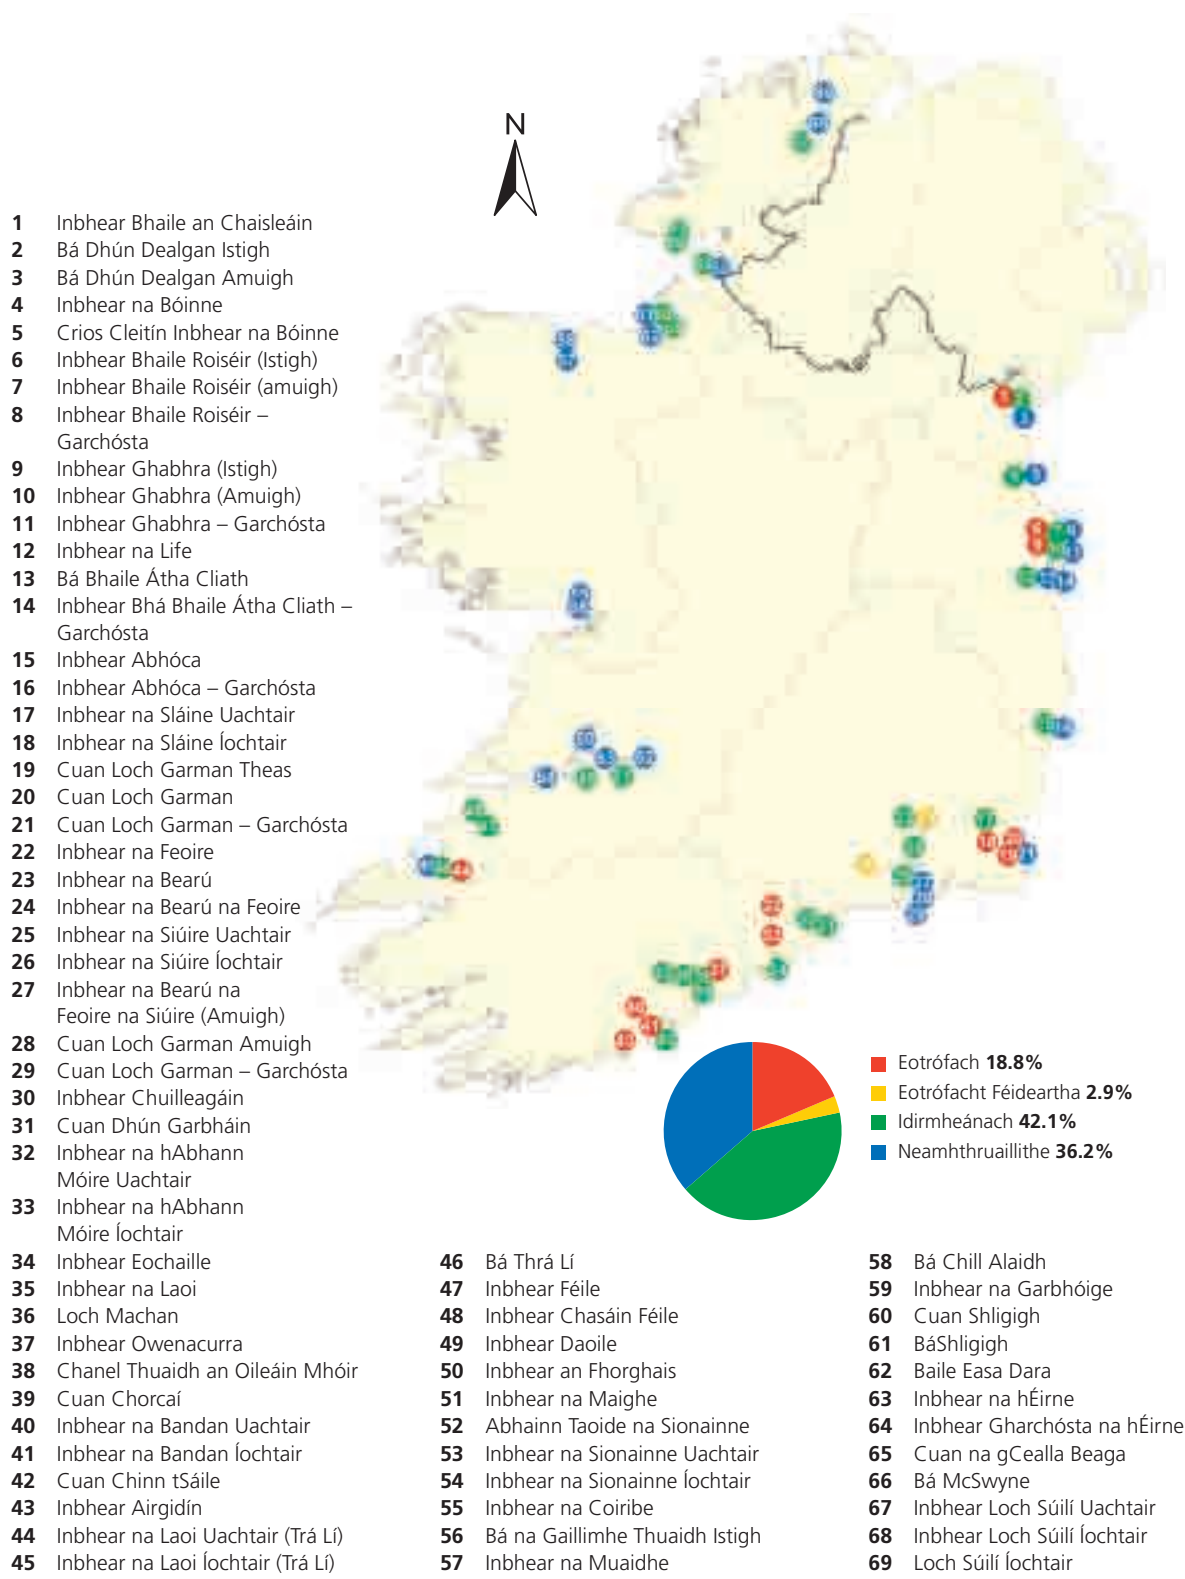 N
1 Inbhear Bhaile an Chaisleáin
2 Bá Dhún Dealgan Istigh
3 Bá Dhún Dealgan Amuigh
4 Inbhear na Bóinne
5 Crios Cleitín Inbhear na Bóinne
6 Inbhear Bhaile Roiséir (Istigh)
7 Inbhear Bhaile Roiséir (amuigh)
8 Inbhear Bhaile Roiséir –
Garchósta
9 Inbhear Ghabhra (Istigh)
10 Inbhear Ghabhra (Amuigh)
11 Inbhear Ghabhra – Garchósta
12 Inbhear na Life
13 Bá Bhaile Átha Cliath
14 Inbhear Bhá Bhaile Átha Cliath –
Garchósta
15 Inbhear Abhóca
16 Inbhear Abhóca – Garchósta
17 Inbhear na Sláine Uachtair
18 Inbhear na Sláine Íochtair
19 Cuan Loch Garman Theas
20 Cuan Loch Garman
21 Cuan Loch Garman – Garchósta
22 Inbhear na Feoire
23 Inbhear na Bearú
24 Inbhear na Bearú na Feoire
25 Inbhear na Siúire Uachtair
26 Inbhear na Siúire Íochtair
27 Inbhear na Bearú na
Feoire na Siúire (Amuigh)
28 Cuan Loch Garman Amuigh
29 Cuan Loch Garman – Garchósta
30 Inbhear Chuilleagáin
31 Cuan Dhún Garbháin
32 Inbhear na hAbhann
Móire Uachtair
33 Inbhear na hAbhann
Móire Íochtair
34 Inbhear Eochaille
35 Inbhear na Laoi
36 Loch Machan
37 Inbhear Owenacurra
38 Chanel Thuaidh an Oileáin Mhóir
39 Cuan Chorcaí
40 Inbhear na Bandan Uachtair
41 Inbhear na Bandan Íochtair
42 Cuan Chinn tSáile
43 Inbhear Airgidín
44 Inbhear na Laoi Uachtair (Trá Lí)
45 Inbhear na Laoi Íochtair (Trá Lí)
46 Bá Thrá Lí
47 Inbhear Féile
48 Inbhear Chasáin Féile
49 Inbhear Daoile
50 Inbhear an Fhorghais
51 Inbhear na Maighe
52 Abhainn Taoide na Sionainne
53 Inbhear na Sionainne Uachtair
54 Inbhear na Sionainne Íochtair
55 Inbhear na Coiribe
56 Bá na Gaillimhe Thuaidh Istigh
57 Inbhear na Muaidhe
58 Bá Chill Alaidh
59 Inbhear na Garbhóige
60 Cuan Shligigh
61 BáShligigh
62 Baile Easa Dara
63 Inbhear na hÉirne
64 Inbhear Gharchósta na hÉirne
65 Cuan na gCealla Beaga
66 Bá McSwyne
67 Inbhear Loch Súilí Uachtair
68 Inbhear Loch Súilí Íochtair
69 Loch Súilí Íochtair
Eotrófach 18.8%
Eotrófacht Féideartha 2.9%
Idirmheánach 42.1%
Neamhthruaillithe 36.2%